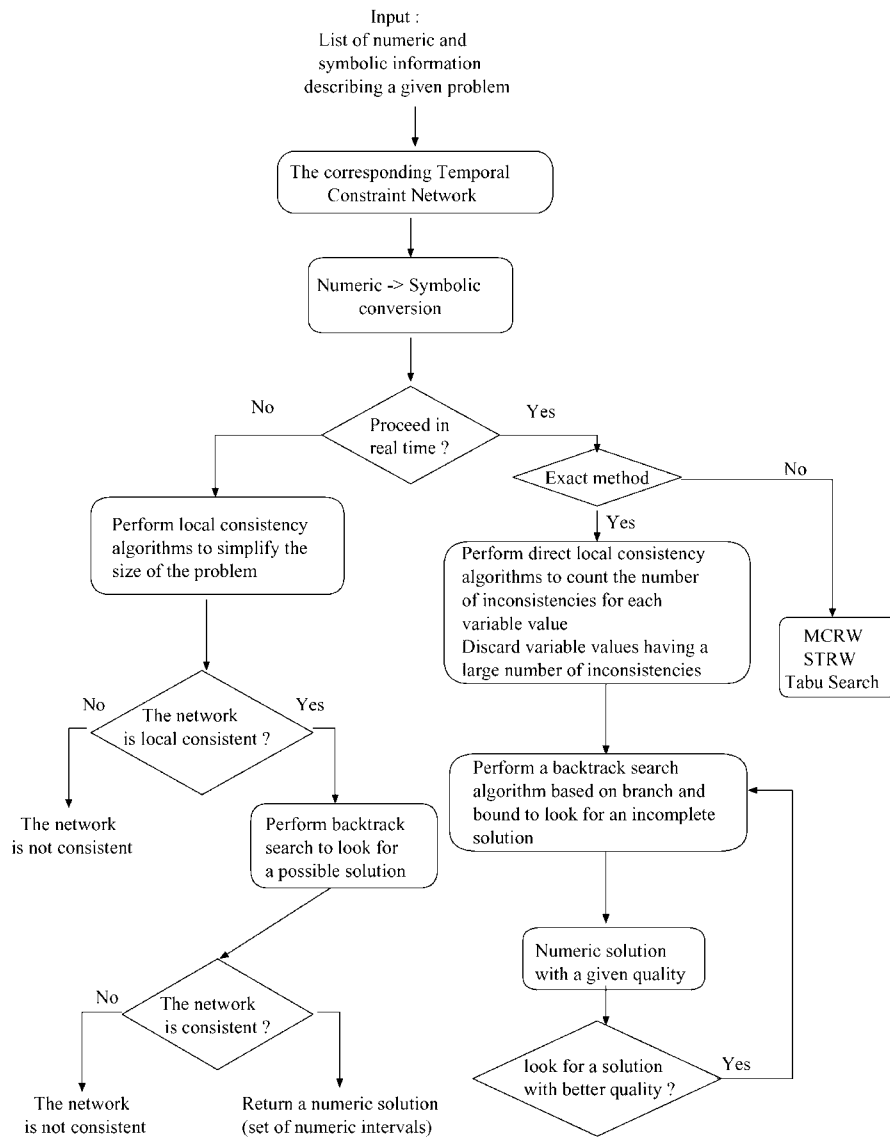 Input :
List of numeric and
symbolic information
describing a given problem
The corresponding Temporal
Constraint Network
Numeric -> Symbolic
conversion
No
Proceed in
real time ?
Yes
Exact method
No
Yes
Perform local consistency
algorithms to simplify the
size of the problem
Perform direct local consistency
algorithms to count the number
of inconsistencies for each
variable value
Discard variable values having a
large number of inconsistencies
MCRW
STRW
Tabu Search
No
The network
is local consistent ?
Yes
The network
is not consistent
Perform backtrack
search to look for
a possible solution
Perform a backtrack search
algorithm based on branch and
bound to look for an incomplete
solution
Numeric solution
with a given quality
No
The network
is consistent ?
look for a solution
with better quality ?
Yes
The network
is not consistent
Return a numeric solution
(set of numeric intervals)